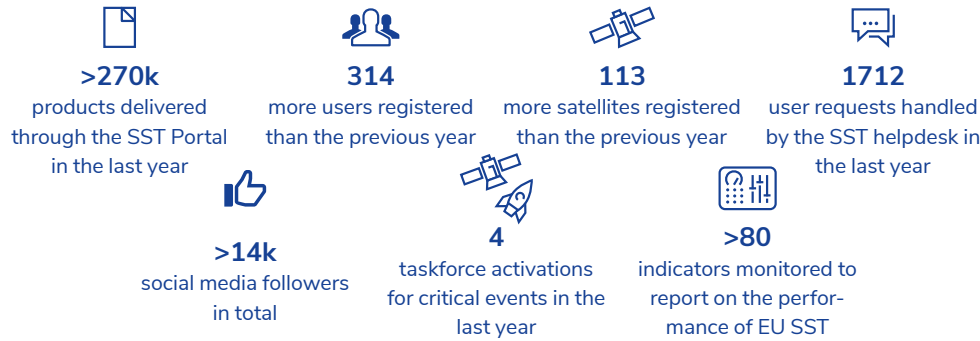 >270k
products delivered
through the SST Portal
in the last year
314
more users registered
than the previous year
113
more satellites registered
than the previous year
1712
user requests handled
by the SST helpdesk in
the last year
>14k
social media followers
in total
4
taskforce activations
for critical events in the
last year
>80
indicators monitored to
report on the perfor-
mance of EU SST